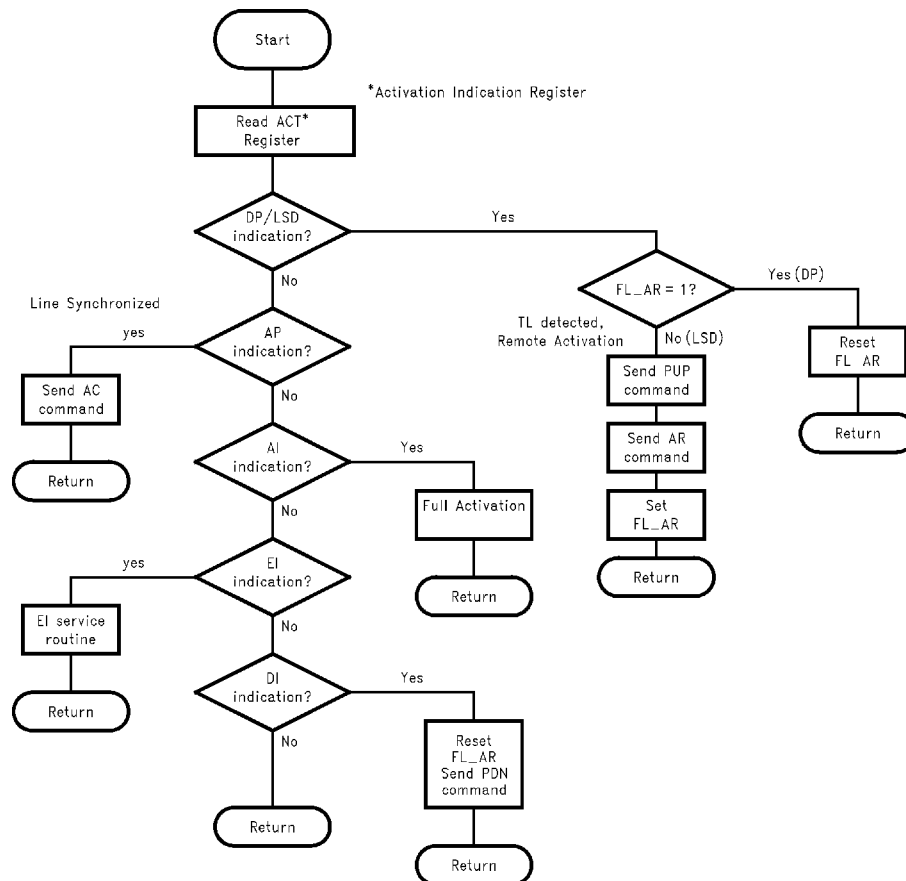 Start
*Activation Indication Register
Read ACT*
Register
DP/LSD
indication?
Yes
No
FL_AR = 1?
Yes (DP)
Line Synchronized
yes
AP
indication?
No
TL detected,
Remote Activation
No (LSD)
Reset
FL_AR
Send AC
command
Send PUP
command
Return
Send AR
command
Return
AI
indication?
Yes
No
Full Activation
Set
FL_AR
Return
yes
EI
indication?
No
Return
EI service
routine
Return
DI
indication?
Yes
No
Reset
FL_AR
Send PDN
command
Return
Return